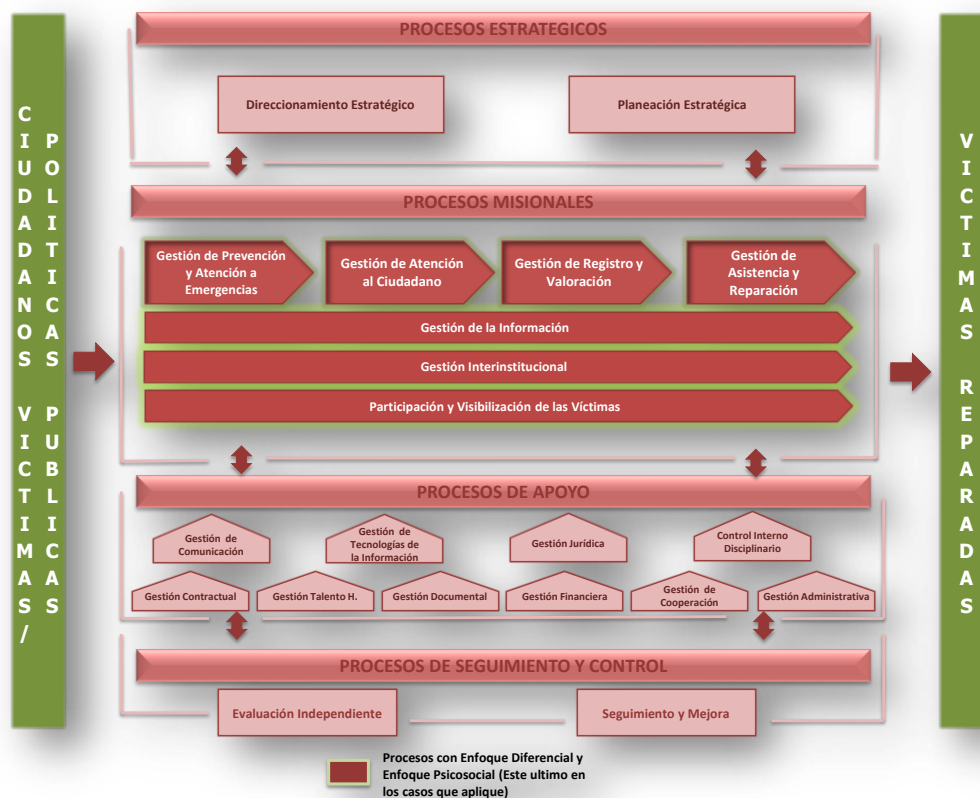 CIUDADANOS VICTIMAS/
POLITICAS PUBLICAS
PROCESOS ESTRATEGICOS
Direccionamiento Estratégico
Planeación Estratégica
PROCESOS MISIONALES
Gestión de Prevención
y Atención a
Emergencias
Gestión de Atención
al Ciudadano
Gestión de Registro y
Valoración
Gestión de
Asistencia y
Reparación
Gestión de la Información
Gestión Interinstitucional
Participación y Visibilización de las Víctimas
PROCESOS DE APOYO
Gestión de
Comunicación
Gestión de
Tecnologías de
la Información
Gestión Jurídica
Control Interno
Disciplinario
Gestión Contractual
Gestión Talento H.
Gestión Documental
Gestión Financiera
Gestión de
Cooperación
Gestión Administrativa
PROCESOS DE SEGUIMIENTO Y CONTROL
Evaluación Independiente
Seguimiento y Mejora
Procesos con Enfoque Diferencial y
Enfoque Psicosocial (Este ultimo en
los casos que aplique)
VICTIMAS REPARADAS